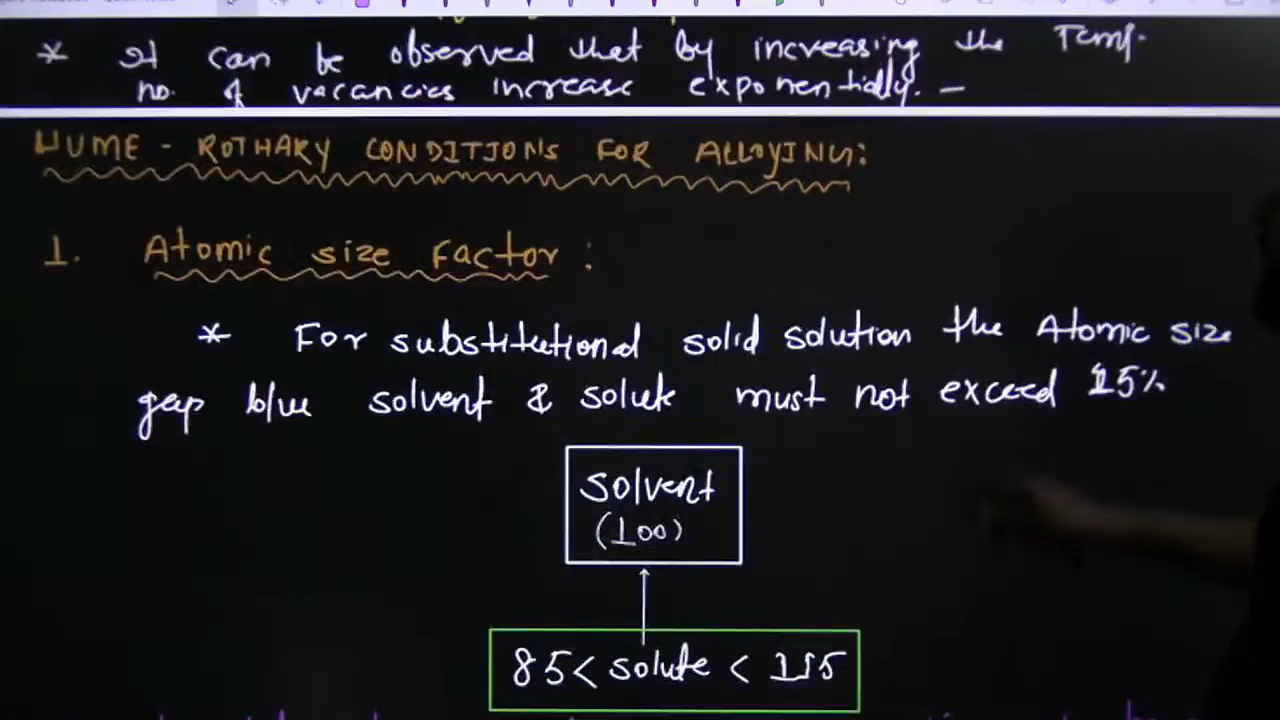 * It can be observed that by increasing the Temp.
no. of vacancies increase exponentially. -
HUME - ROTHARY CONDITIONS FOR ALLOYING:
1. Atomic size Factor :
* For substitutional solid solution the Atomic size
gap b/w solvent & solute must not exceed 15%
Solvent
(100)
85 < solute < 115